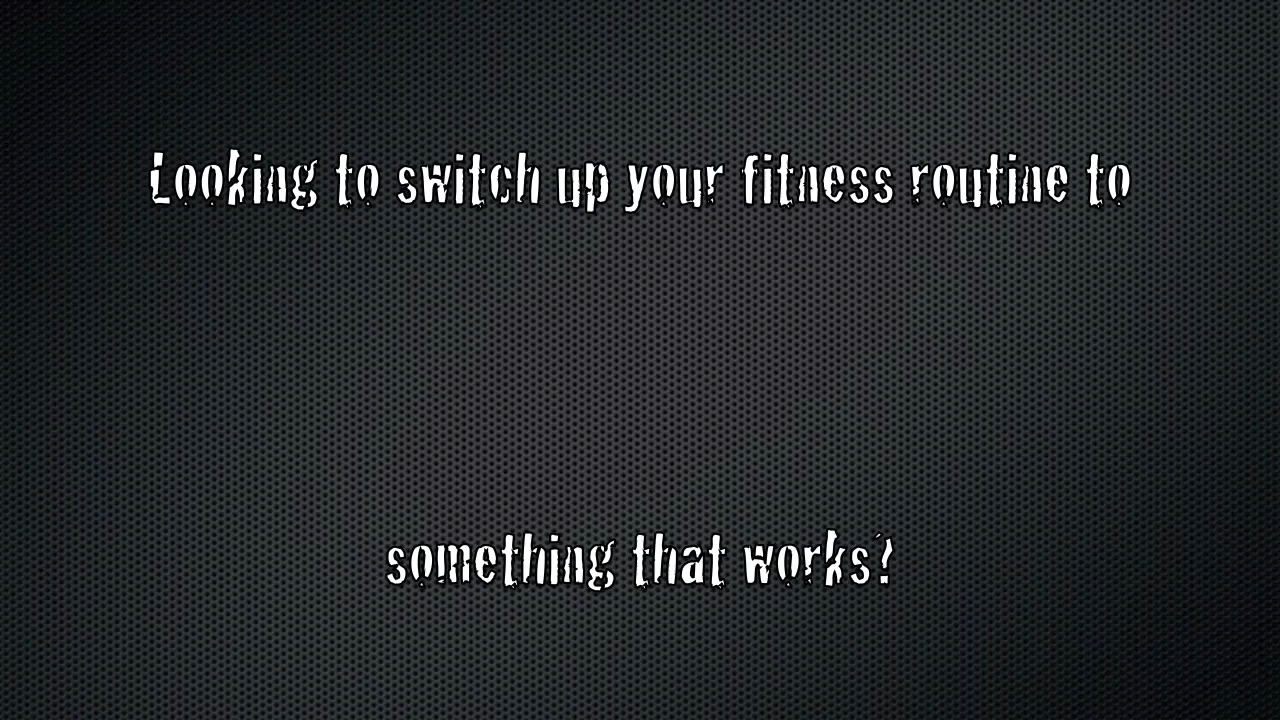 Looking to switch up your fitness routine to
something that works?